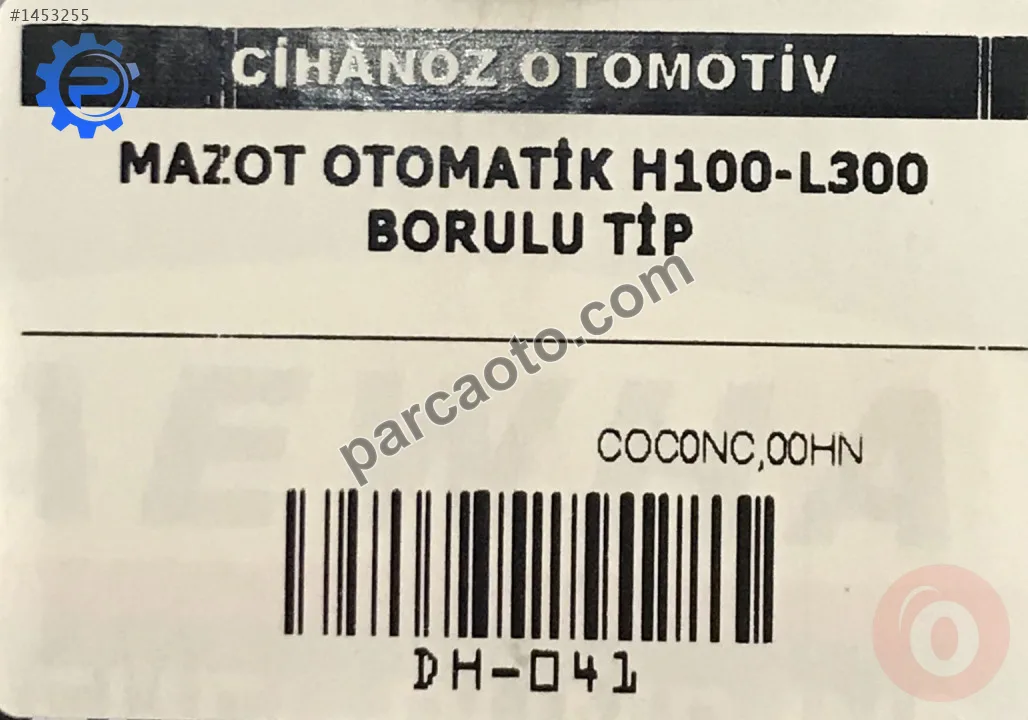 #1453255
CİHANOZ OTOMOTİV
MAZOT OTOMATİK H100-L300
BORULU TİP
parcaoto.com
COC0NC,00HN
DH-041